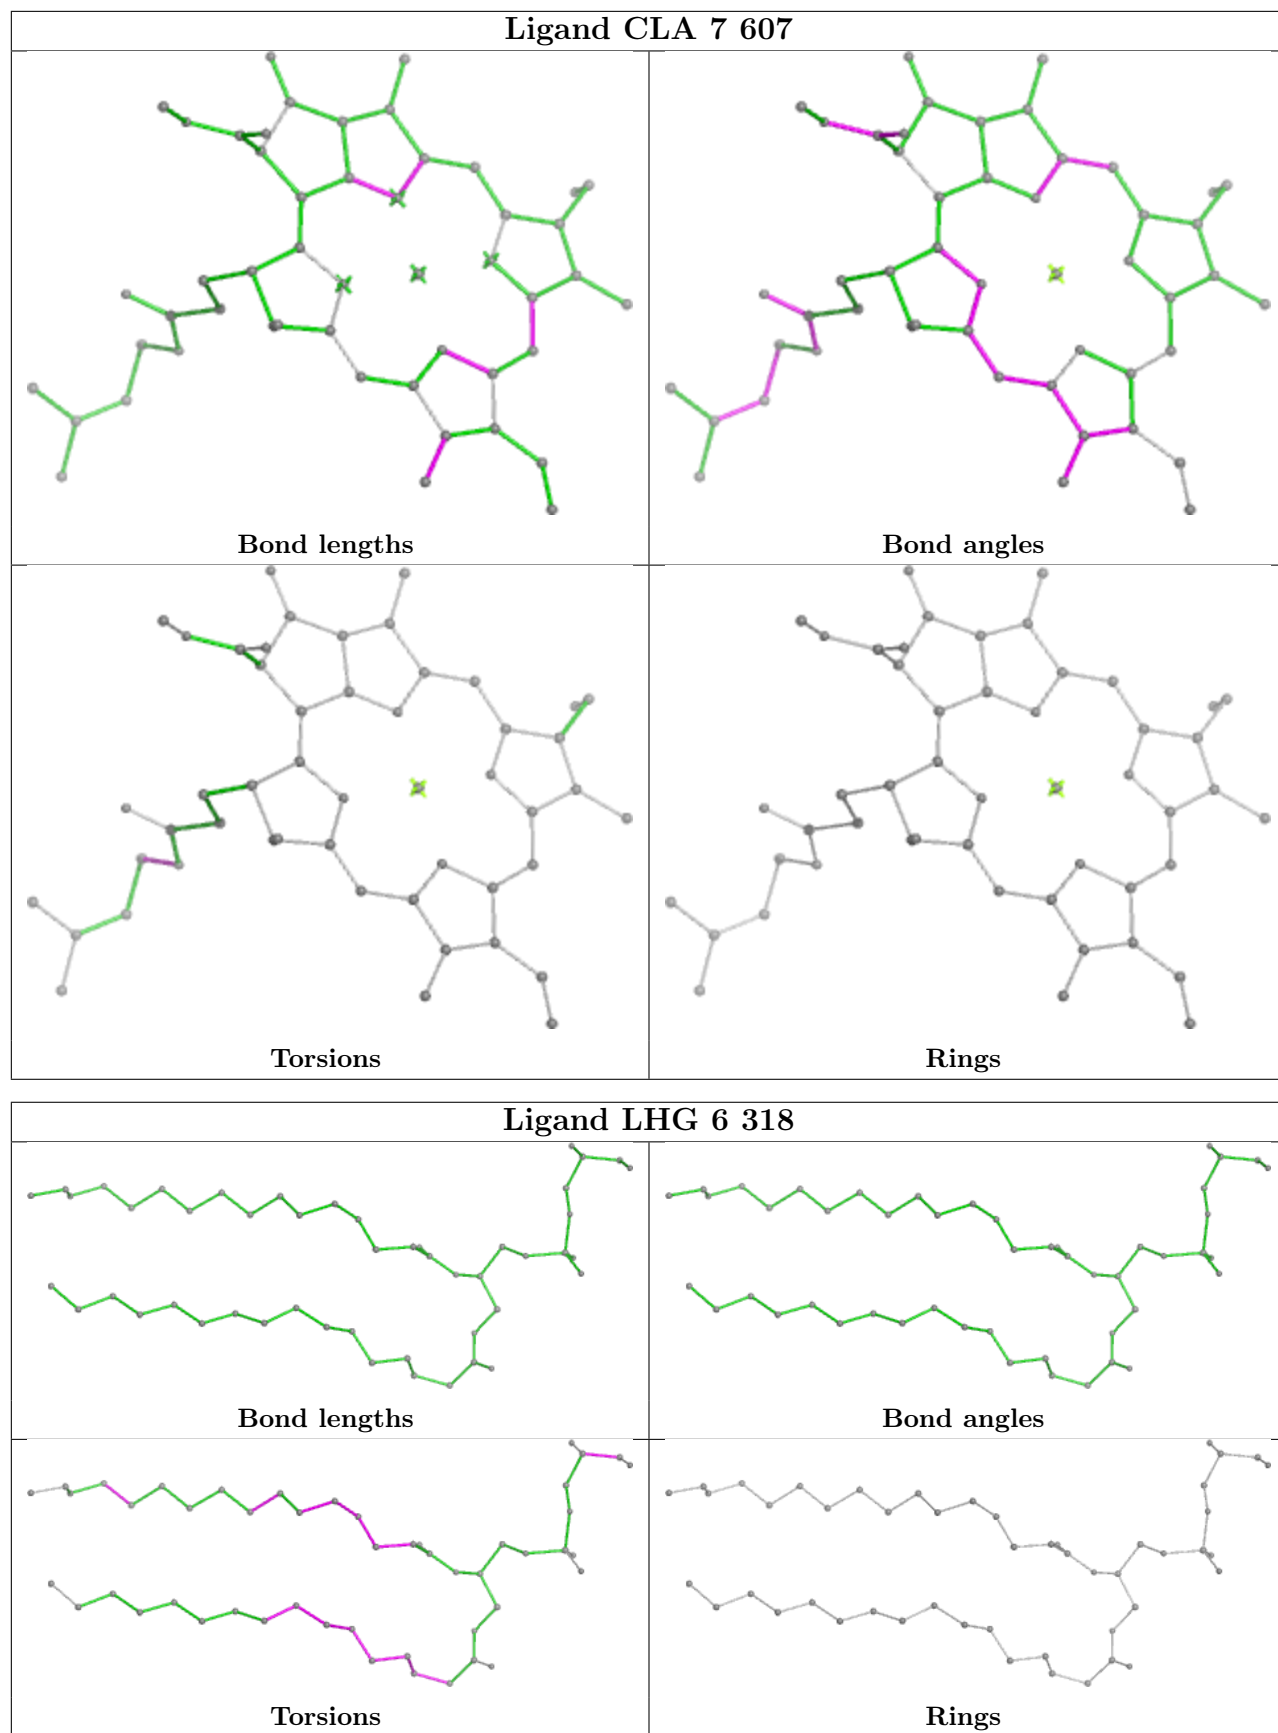 Ligand CLA 7 607
Bond lengths
Bond angles
Torsions
Rings
Ligand LHG 6 318
Bond lengths
Bond angles
Torsions
Rings